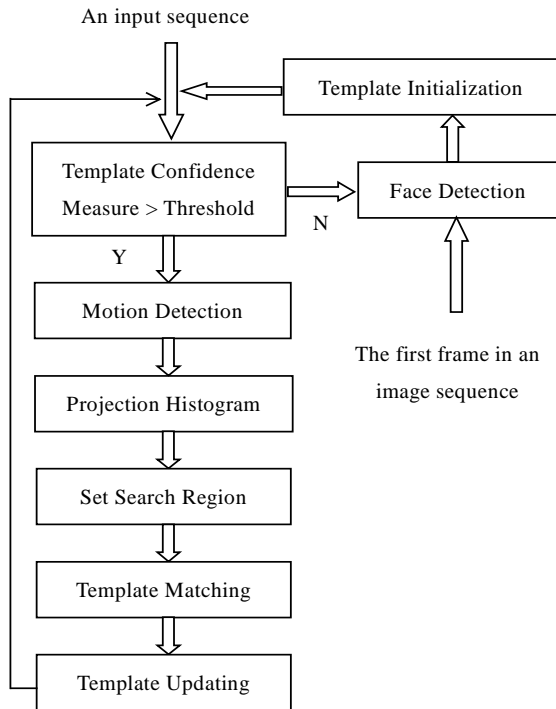 An input sequence
Template Initialization
Template Confidence
Measure > Threshold
Face Detection
N
Y
Motion Detection
The first frame in an
image sequence
Projection Histogram
Set Search Region
Template Matching
Template Updating